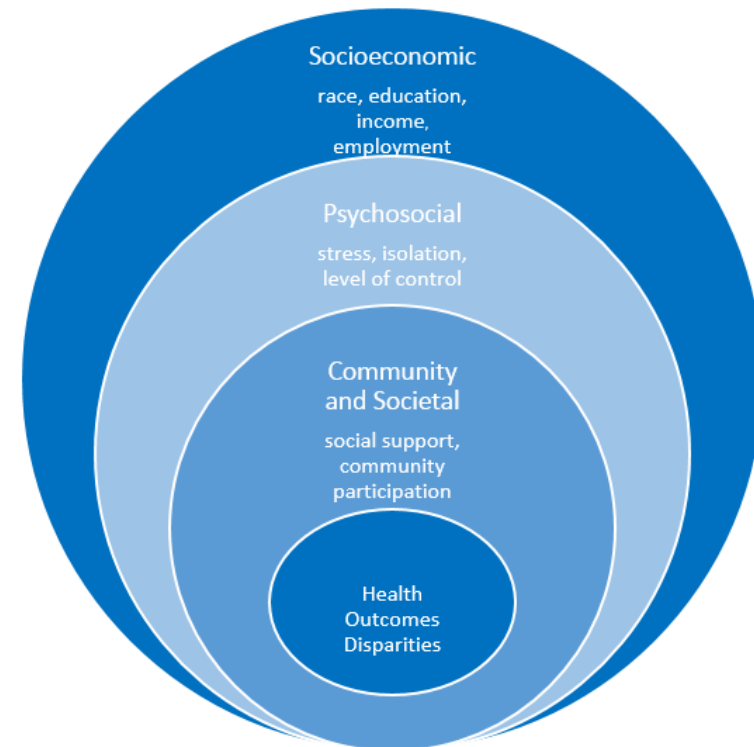 Socioeconomic
race, education,
income,
employment
Psychosocial
stress, isolation,
level of control
Community
and Societal
social support,
community
participation
Health
Outcomes
Disparities